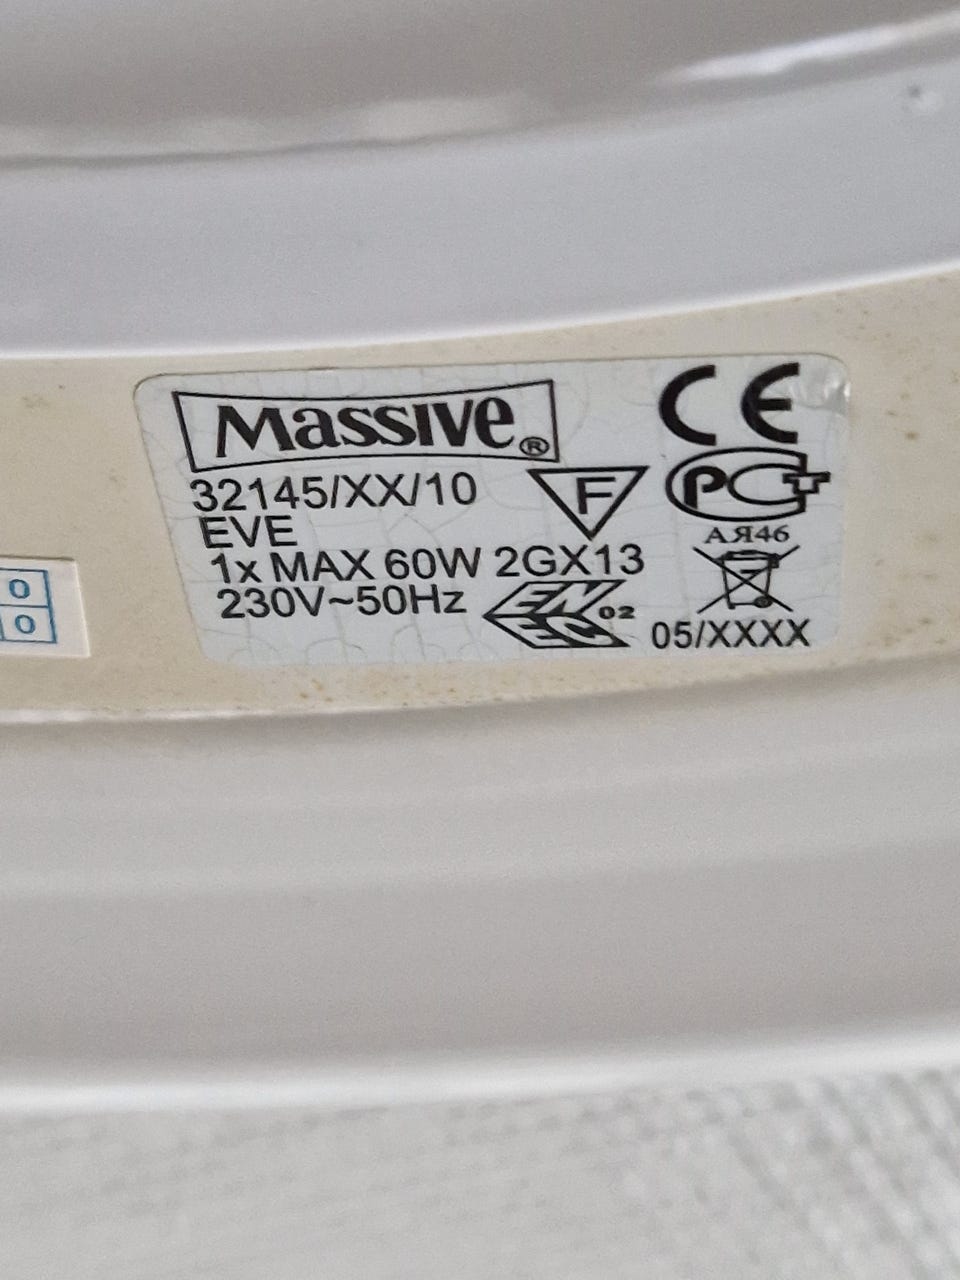 Massive®
32145/XX/10
EVE
1x MAX 60W 2GX13
230V~50Hz
F
CE
PC
АЯ46
EN EC 02
05/XXXX
0
0